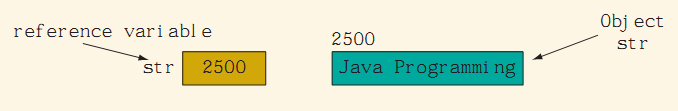 reference variable
str 2500
2500
Java Programming
Object
str